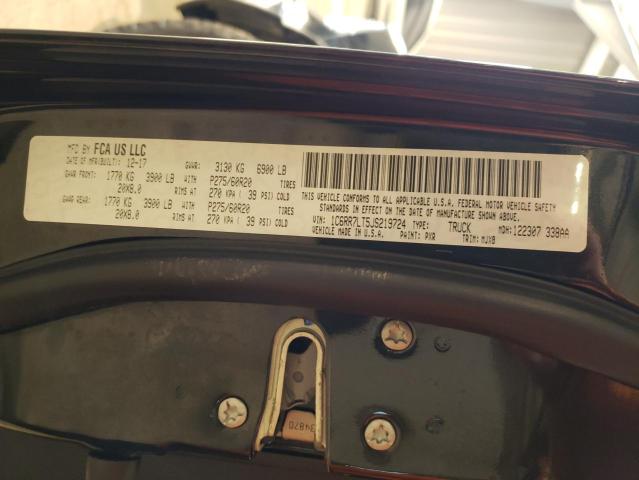 MFD BY FCA US LLC
DATE OF MFR(BUILT): 12-17 GVWR: 3130 KG 6900 LB
GAWR FRONT: 1770 KG 3900 LB WITH P275/60R20 TIRES
20X8.0 RIMS AT 270 KPA ( 39 PSI) COLD
GAWR REAR: 1770 KG 3900 LB WITH P275/60R20 TIRES
20X8.0 RIMS AT 270 KPA ( 39 PSI) COLD
THIS VEHICLE CONFORMS TO ALL APPLICABLE U.S.A. FEDERAL MOTOR VEHICLE SAFETY
STANDARDS IN EFFECT ON THE DATE OF MANUFACTURE SHOWN ABOVE.
VIN: 1C6RR7LT5JS219724 TYPE: TRUCK MDH: 122307 338AA
VEHICLE MADE IN U.S.A. PAINT: PXR TRIM: MJX8
34870